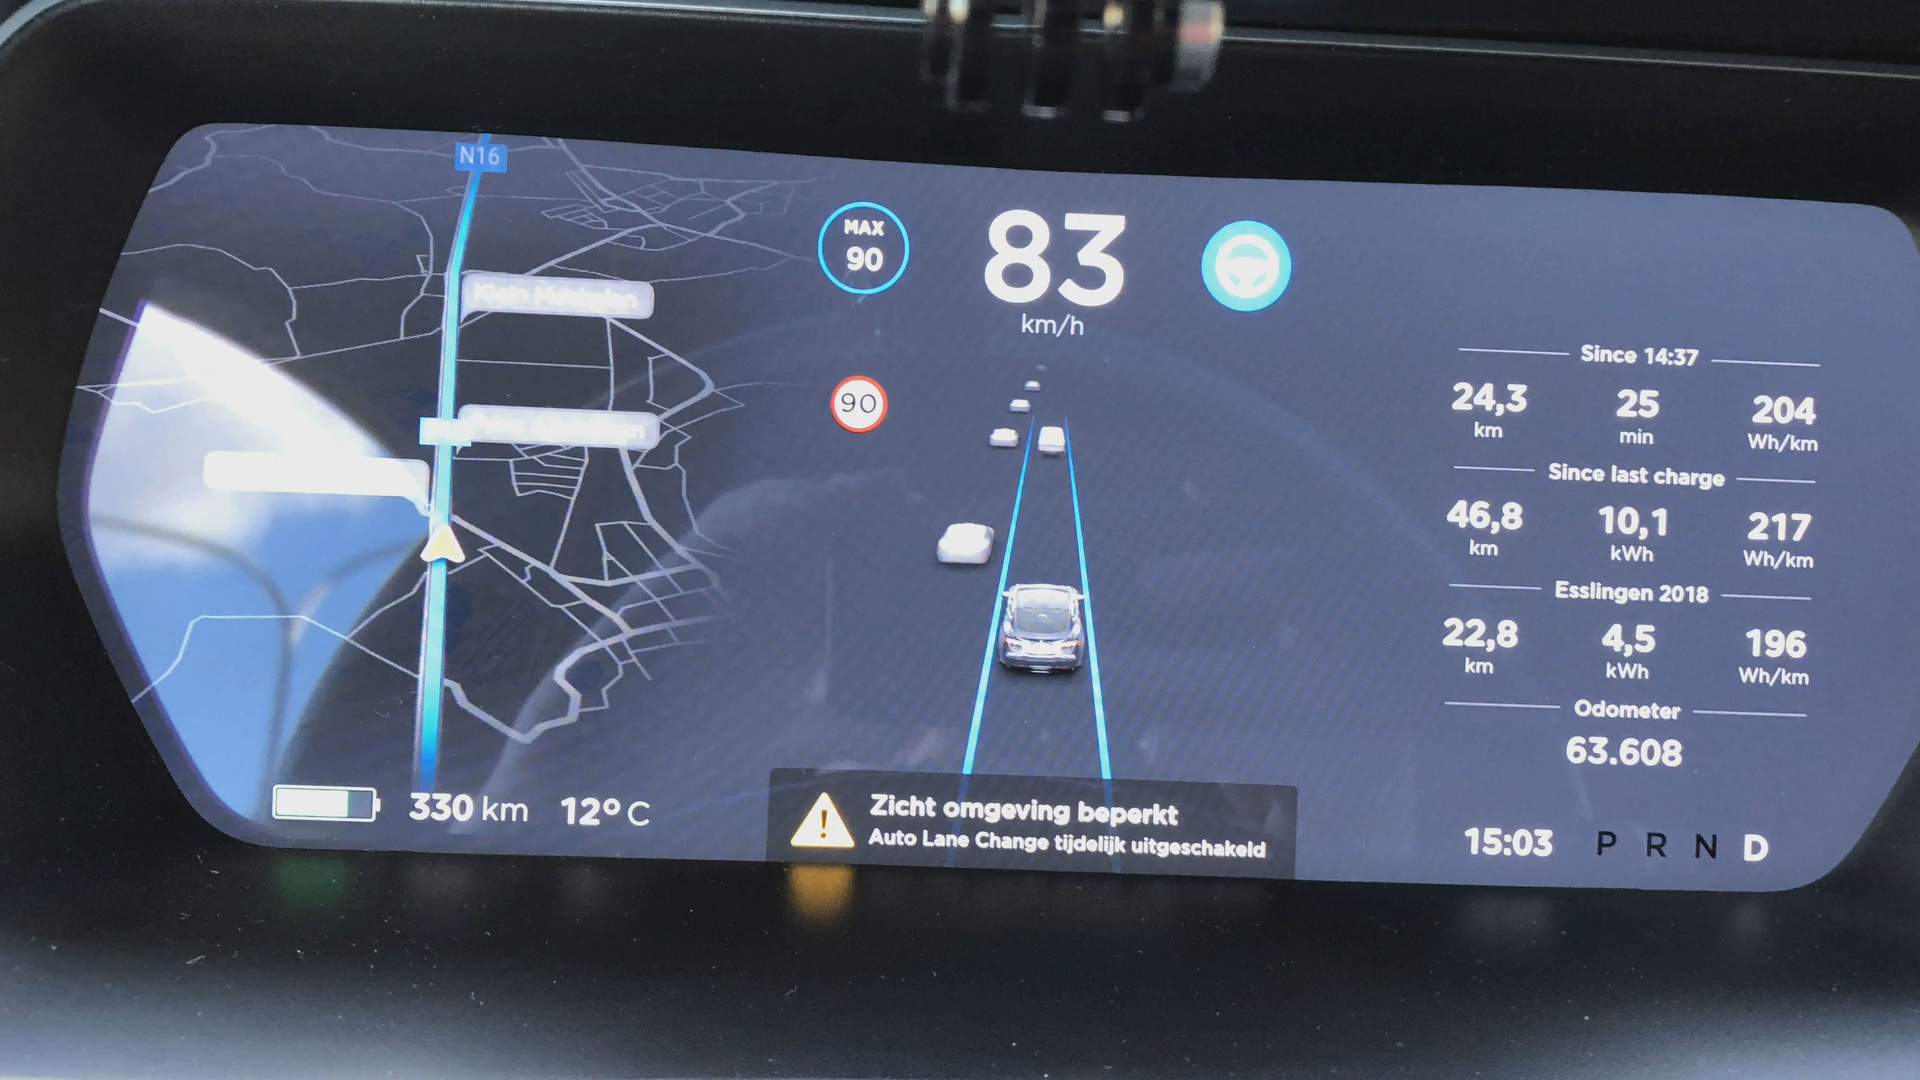 N16
MAX
90
83
km/h
90
Since 14:37
24,3 25 204
km min Wh/km
Since last charge
46,8 10,1 217
km kWh Wh/km
Esslingen 2018
22,8 4,5 196
km kWh Wh/km
Odometer
63.608
330 km 12° C
Zicht omgeving beperkt
Auto Lane Change tijdelijk uitgeschakeld
15:03 P R N D